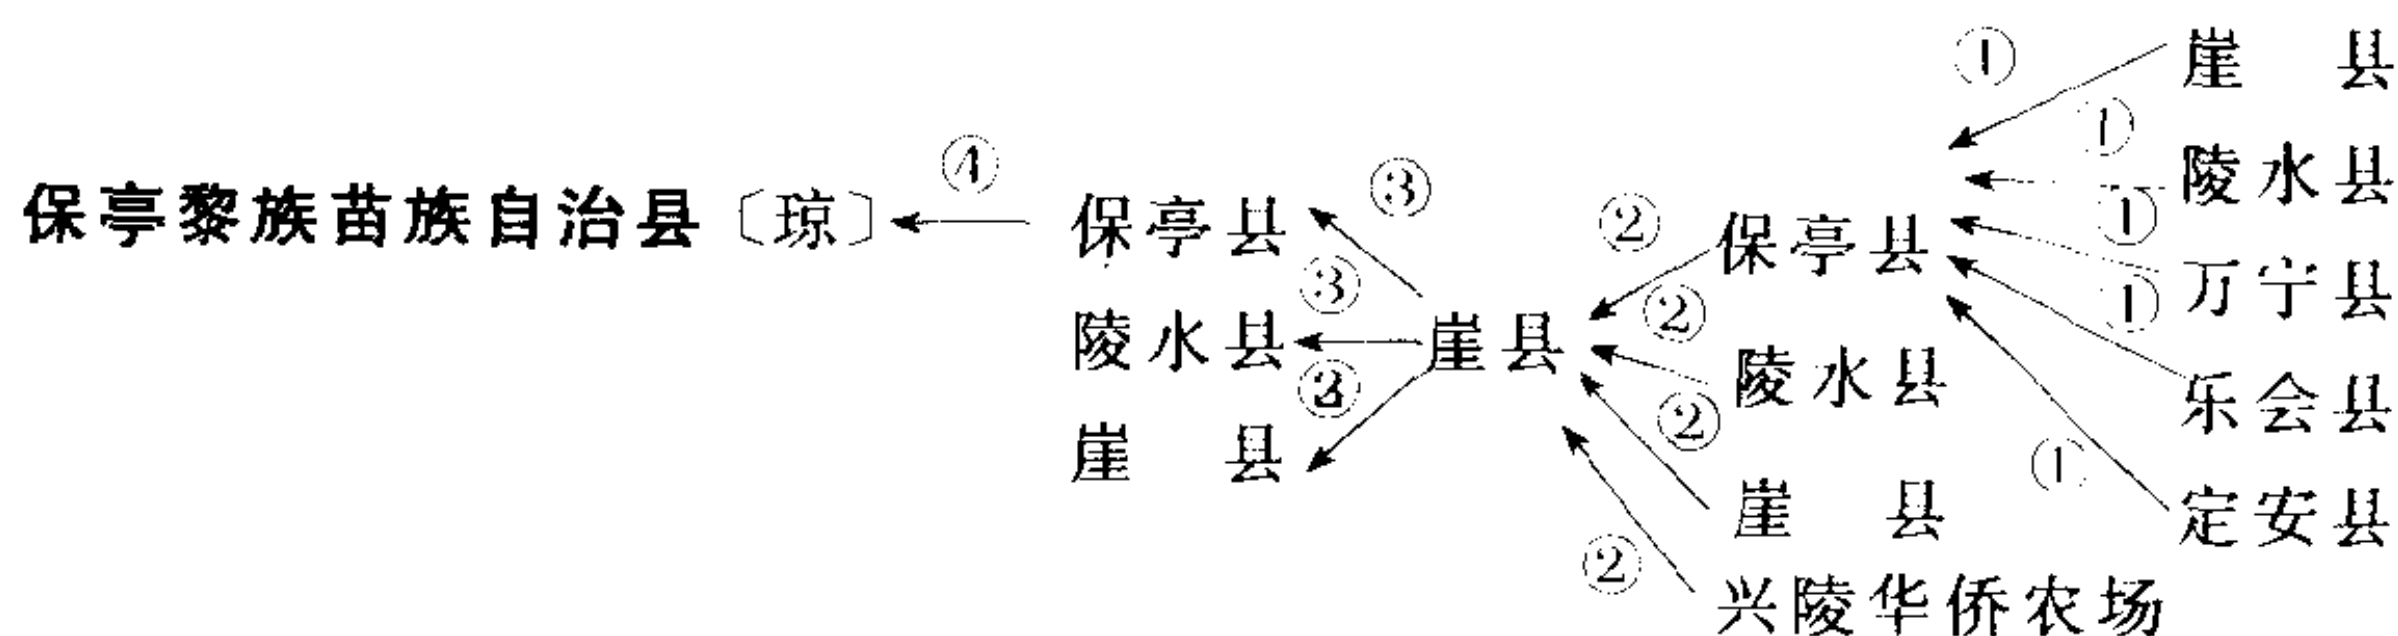 ① 崖 县
① 陵水县
① 万宁县
① 乐会县
① 定安县
保亭黎族苗族自治县〔琼〕 ④ 保亭县 ③ ② 保亭县
陵水县 ③ 崖县 ② 陵水县
崖 县 ③ ② 崖 县
② 兴陵华侨农场